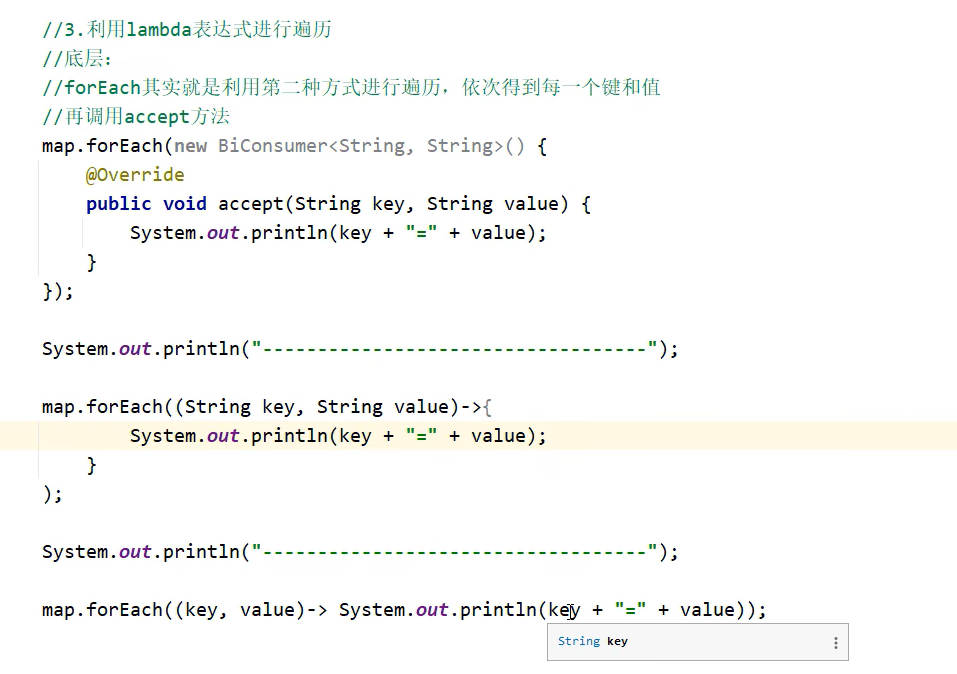 //3.利用lambda表达式进行遍历
//底层：
//forEach其实就是利用第二种方式进行遍历，依次得到每一个键和值
//再调用accept方法
map.forEach(new BiConsumer<String, String>() {
    @Override
    public void accept(String key, String value) {
        System.out.println(key + "=" + value);
    }
});
System.out.println("-----------------------------------");
map.forEach((String key, String value)->{
        System.out.println(key + "=" + value);
    }
);
System.out.println("-----------------------------------");
map.forEach((key, value)-> System.out.println(key + "=" + value));
String key